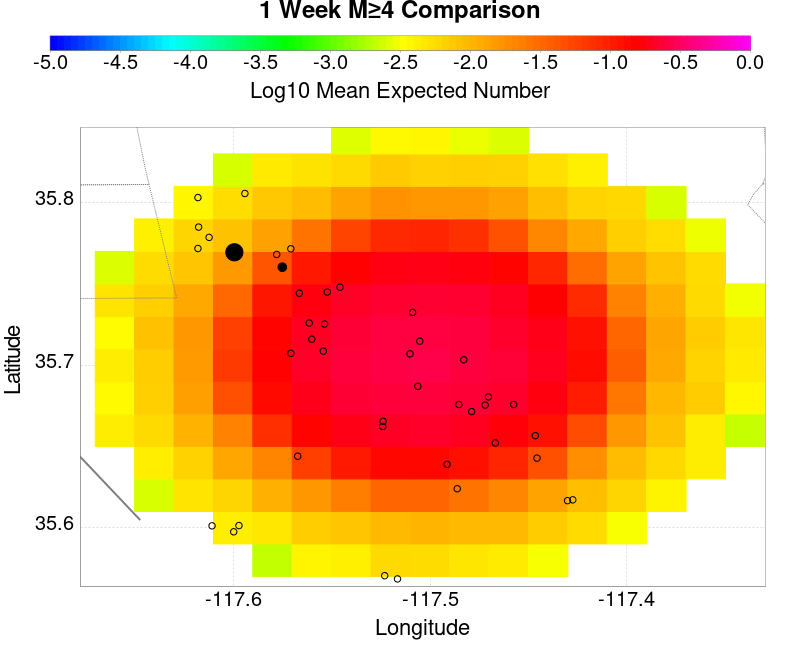 1 Week M≥4 Comparison
-5.0 -4.5 -4.0 -3.5 -3.0 -2.5 -2.0 -1.5 -1.0 -0.5 0.0
Log10 Mean Expected Number
35.8
35.7
35.6
Latitude
-117.6 -117.5 -117.4
Longitude